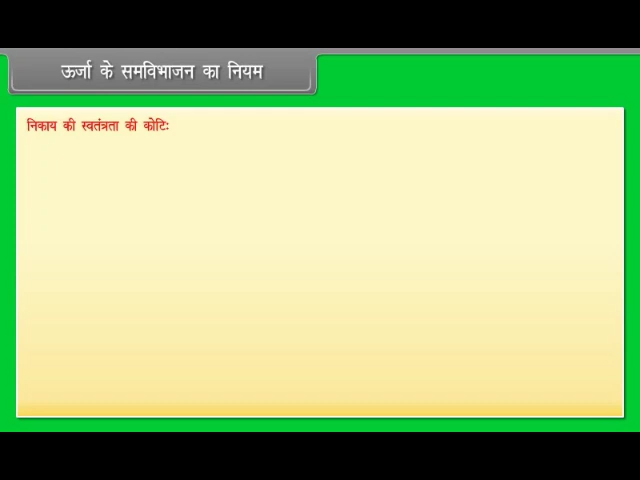 ऊर्जा के समविभाजन का नियम
निकाय की स्वतंत्रता की कोटिः